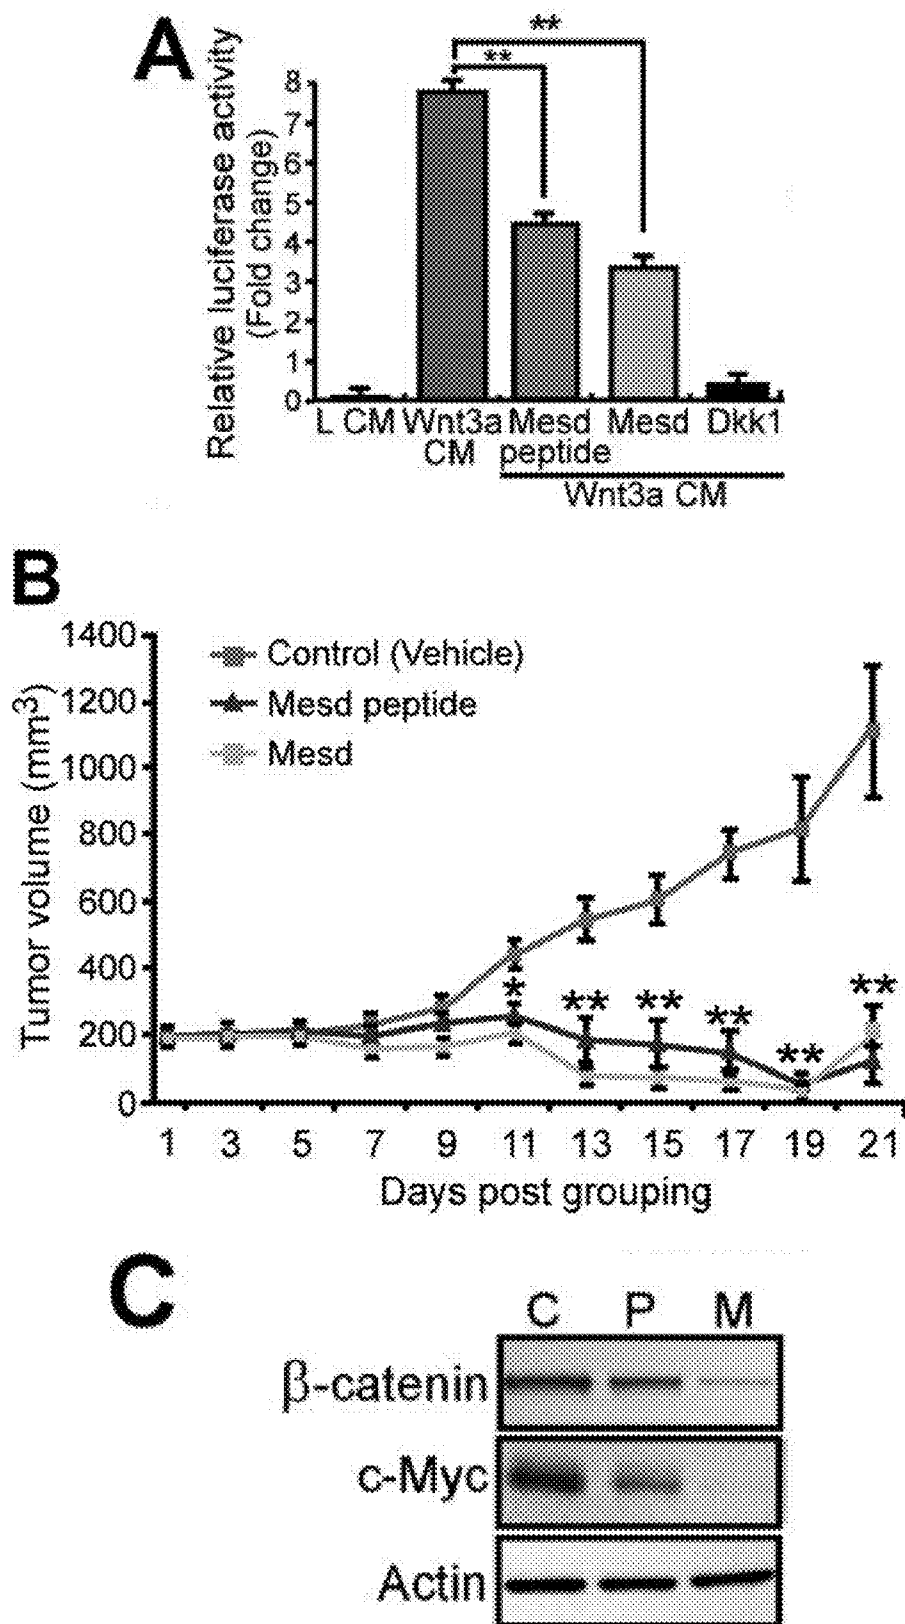 A
Relative luciferase activity
(Fold change)
**
**
8
7
6
5
4
3
2
1
0
L CM Wnt3a Mesd Mesd Dkk1
CM peptide
Wnt3a CM
B
Tumor volume (mm³)
1400
1200
1000
800
600
400
200
0
Control (Vehicle)
Mesd peptide
Mesd
* ** ** ** ** **
1 3 5 7 9 11 13 15 17 19 21
Days post grouping
C
C P M
β-catenin
c-Myc
Actin